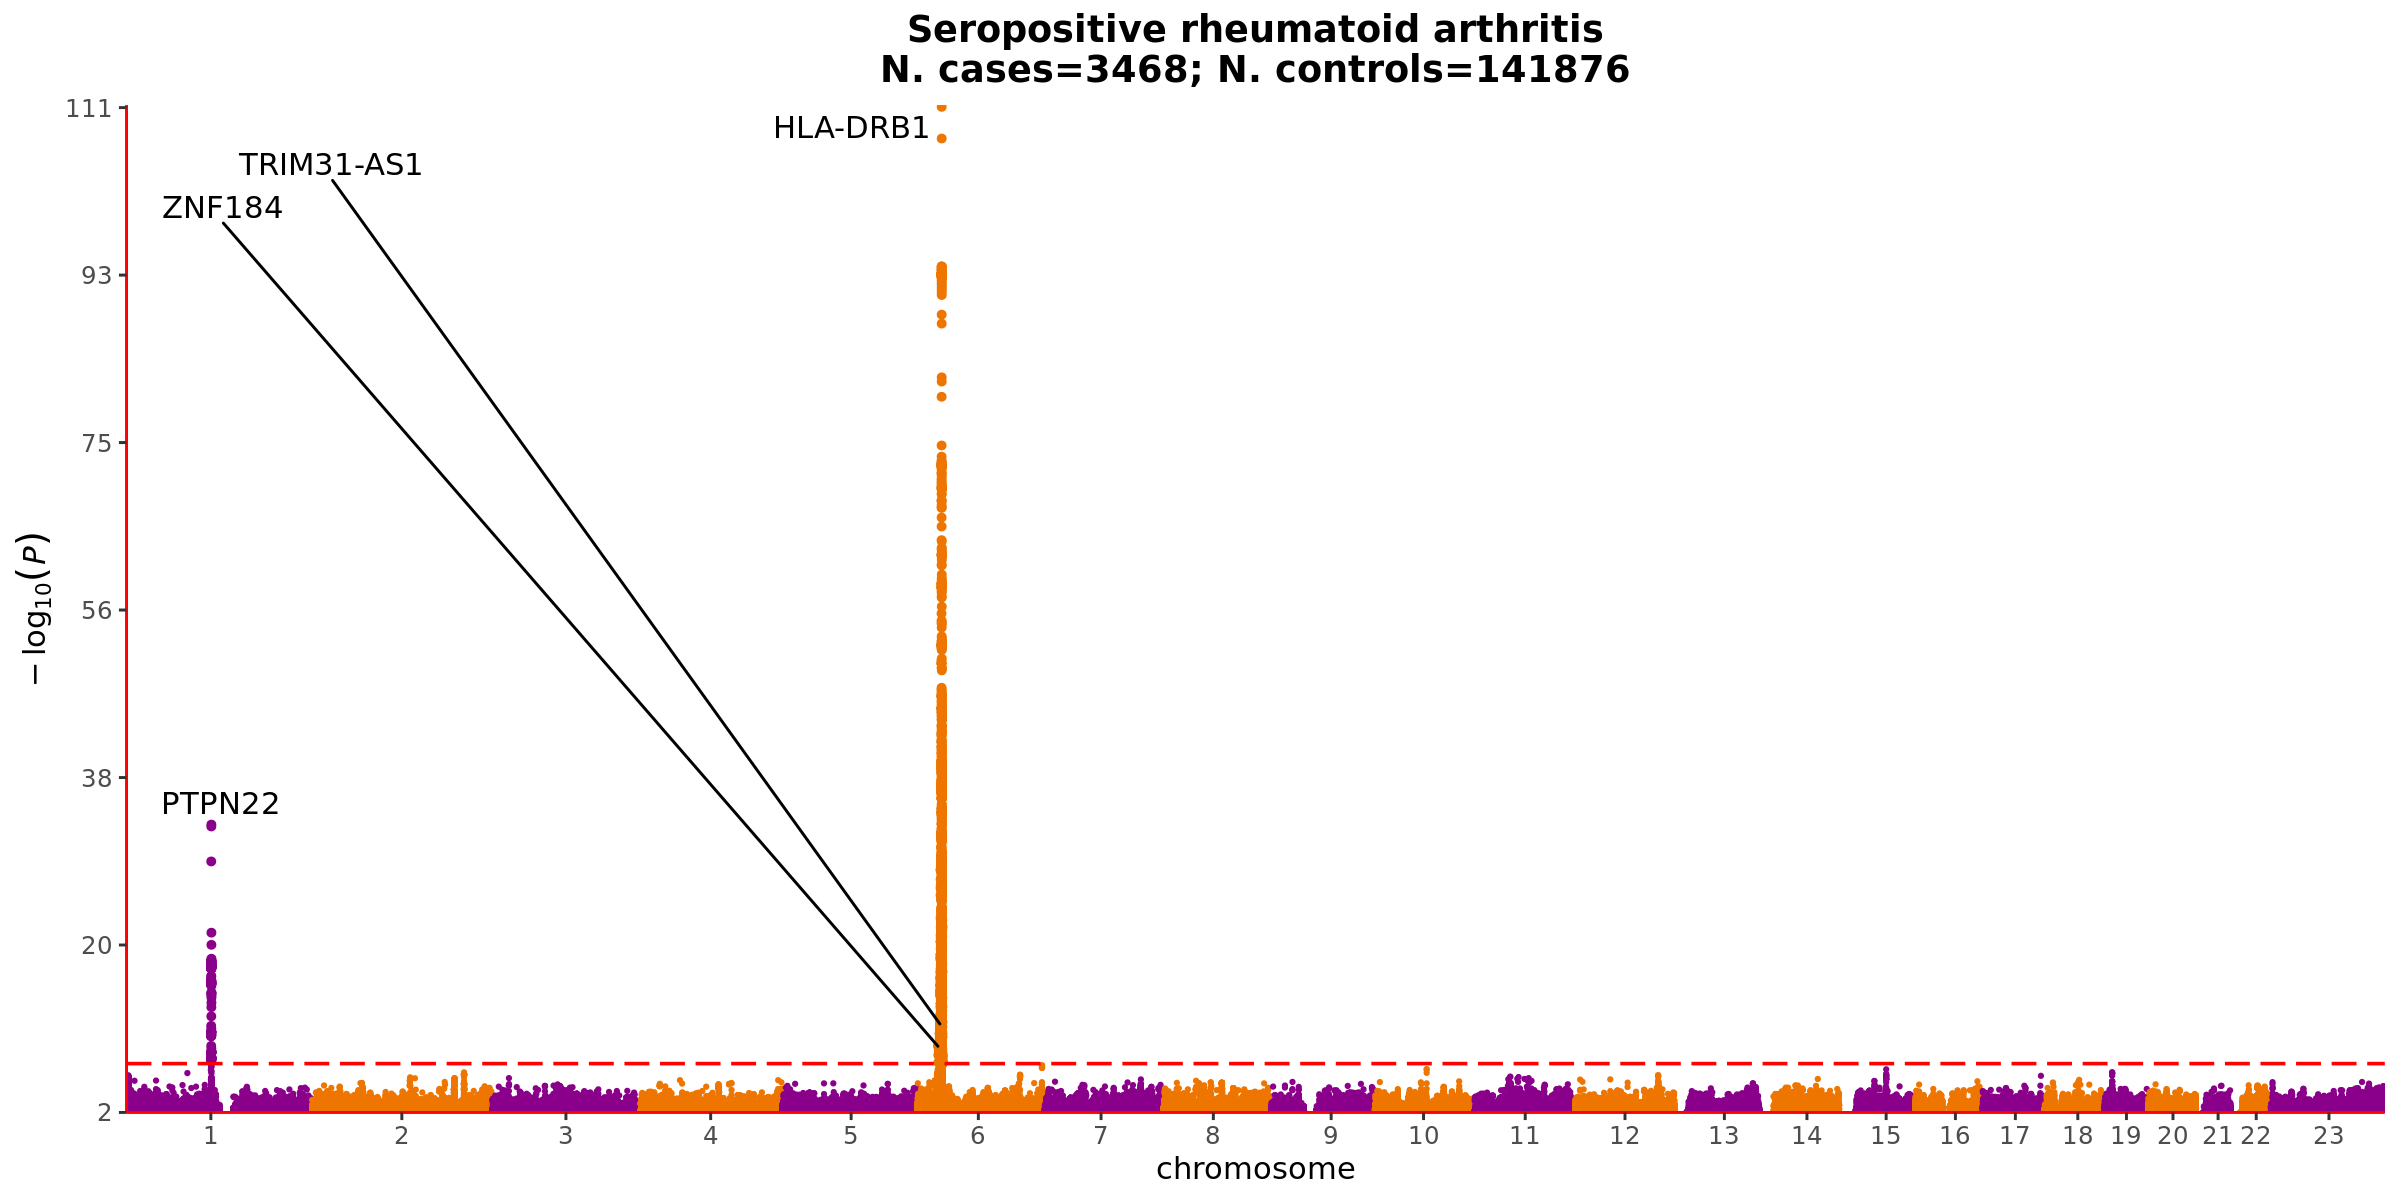 Seropositive rheumatoid arthritis
N. cases=3468; N. controls=141876
111
HLA-DRB1
TRIM31-AS1
ZNF184
93
75
56
38
PTPN22
20
2
−log10(P)
1 2 3 4 5 6 7 8 9 10 11 12 13 14 15 16 17 18 19 20 21 22 23
chromosome